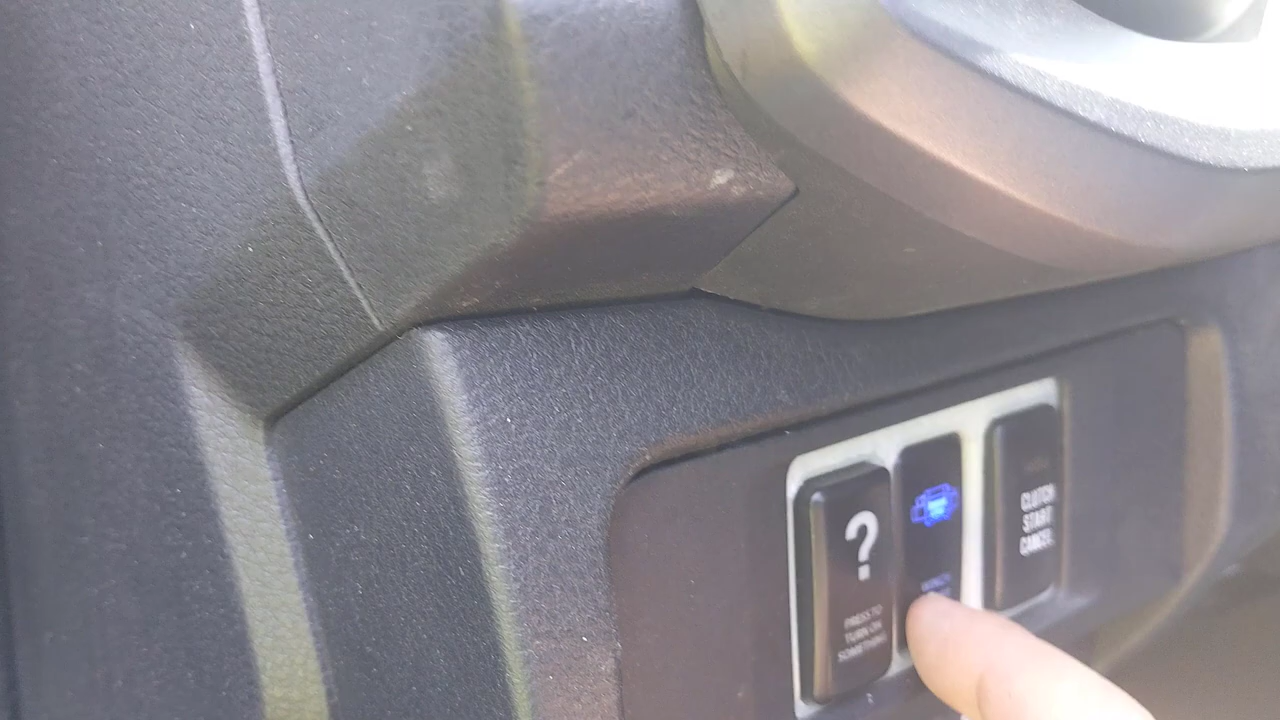 ?
PRESS TO
TURN ON
SOMETHING
CLUTCH
START
CANCEL